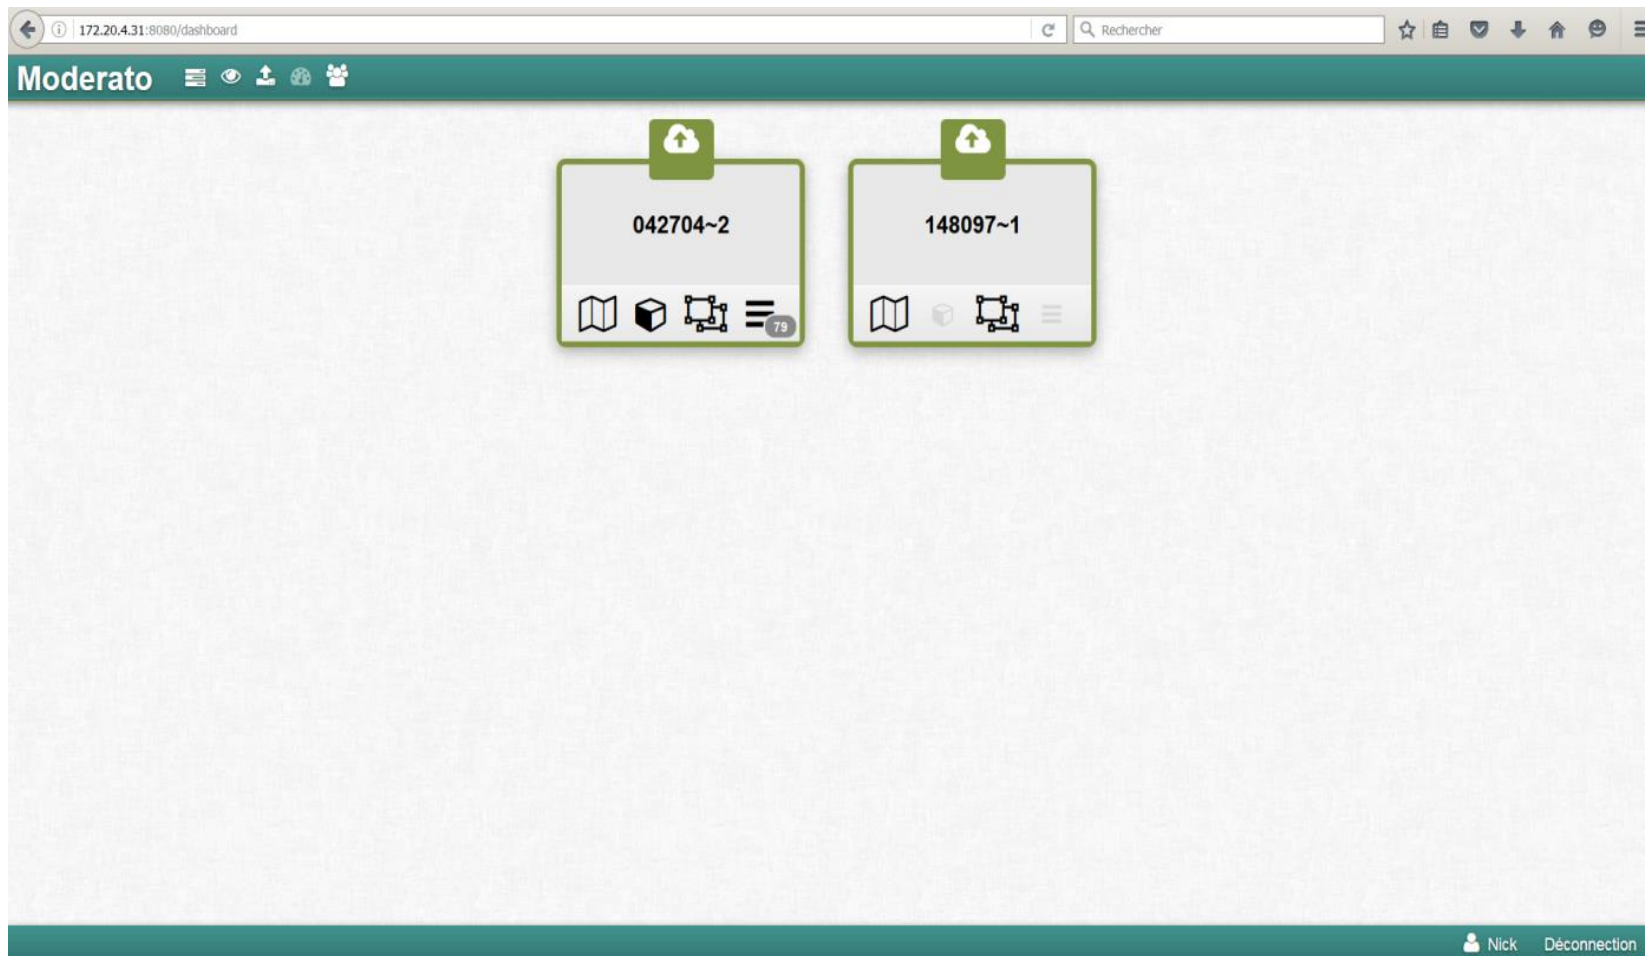 172.20.4.31:8080/dashboard
Rechercher
Moderato
042704~2
148097~1
79
Nick Déconnection